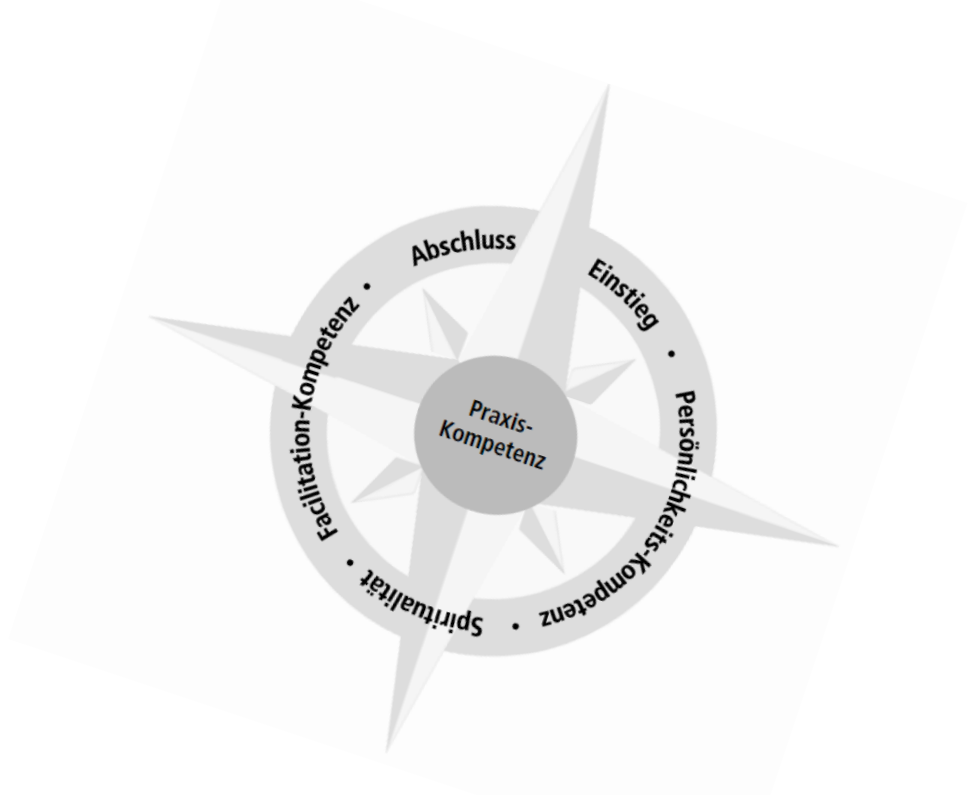 Einstieg
•
Persönlichkeits-Kompetenz
•
Spiritualität
•
Facilitation-Kompetenz
•
Abschluss
Praxis-
Kompetenz